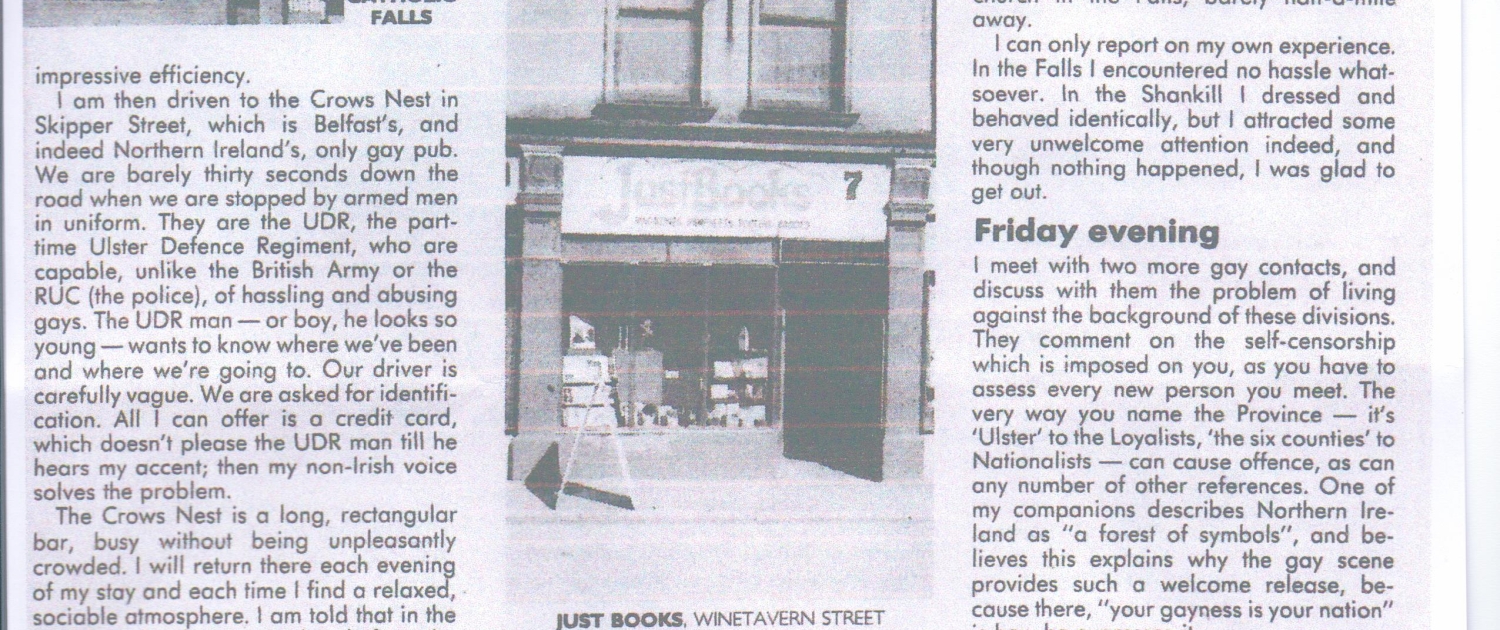 CATHOLIC
FALLS
impressive efficiency.
I am then driven to the Crows Nest in
Skipper Street, which is Belfast's, and
indeed Northern Ireland's, only gay pub.
We are barely thirty seconds down the
road when we are stopped by armed men
in uniform. They are the UDR, the part-
time Ulster Defence Regiment, who are
capable, unlike the British Army or the
RUC (the police), of hassling and abusing
gays. The UDR man — or boy, he looks so
young — wants to know where we've been
and where we're going to. Our driver is
carefully vague. We are asked for identifi-
cation. All I can offer is a credit card,
which doesn't please the UDR man till he
hears my accent; then my non-Irish voice
solves the problem.
The Crows Nest is a long, rectangular
bar, busy without being unpleasantly
crowded. I will return there each evening
of my stay and each time I find a relaxed,
sociable atmosphere. I am told that in the
Just Books
7
JUST BOOKS, WINETAVERN STREET
church in the Falls, barely half-a-mile
away.
I can only report on my own experience.
In the Falls I encountered no hassle what-
soever. In the Shankill I dressed and
behaved identically, but I attracted some
very unwelcome attention indeed, and
though nothing happened, I was glad to
get out.
Friday evening
I meet with two more gay contacts, and
discuss with them the problem of living
against the background of these divisions.
They comment on the self-censorship
which is imposed on you, as you have to
assess every new person you meet. The
very way you name the Province — it's
'Ulster' to the Loyalists, 'the six counties' to
Nationalists — can cause offence, as can
any number of other references. One of
my companions describes Northern Ire-
land as "a forest of symbols", and be-
lieves this explains why the gay scene
provides such a welcome release, be-
cause there, "your gayness is your nation"